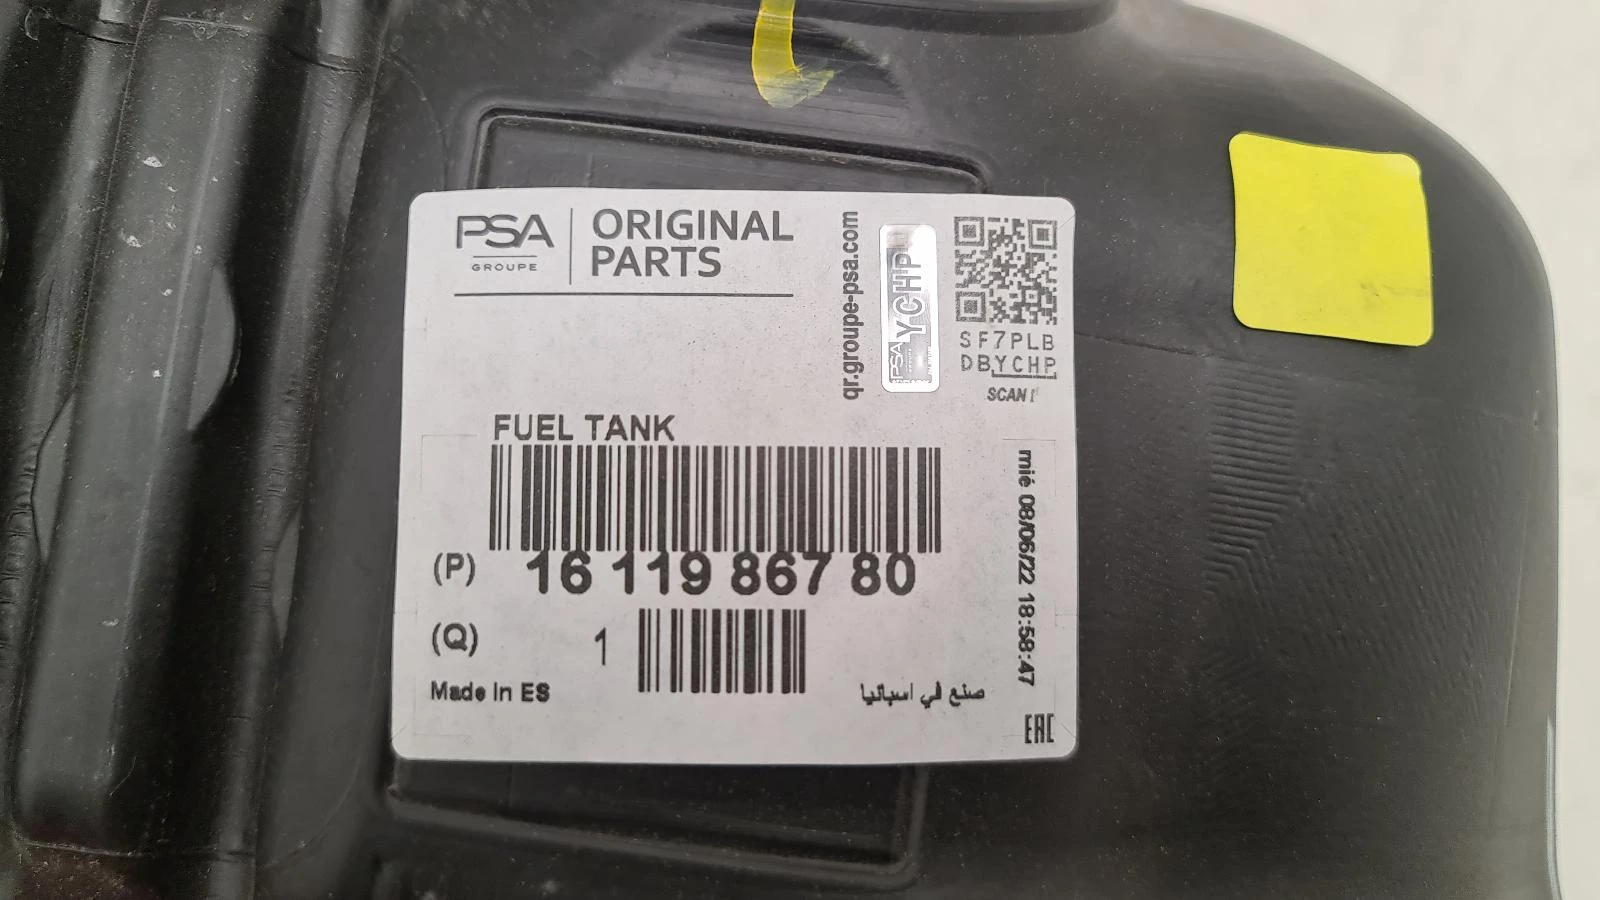 PSA
GROUPE
ORIGINAL
PARTS
qr.groupe-psa.com
PSA
YCHP
SF7PLB
DBYCHP
SCAN
FUEL TANK
(P) 16 119 867 80
(Q) 1
Made in ES
صنع في اسبانيا
mié 08/06/22 18:58:47
EAC